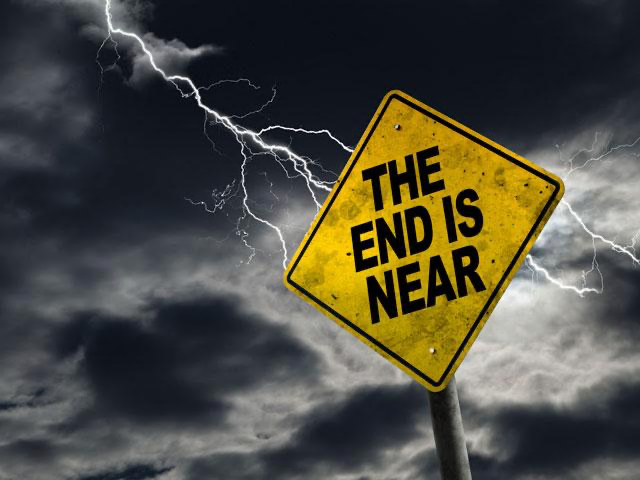 THE
END IS
NEAR